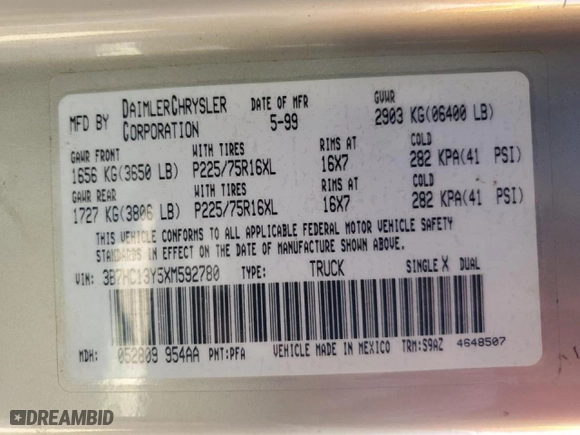 MFD BY DAIMLERCHRYSLER CORPORATION DATE OF MFR 5-99 GVWR 2903 KG(06400 LB)
GAWR FRONT WITH TIRES RIMS AT COLD
1656 KG(3650 LB) P225/75R16XL 16X7 282 KPA(41 PSI)
GAWR REAR WITH TIRES RIMS AT COLD
1727 KG(3806 LB) P225/75R16XL 16X7 282 KPA(41 PSI)
THIS VEHICLE CONFORMS TO ALL APPLICABLE FEDERAL MOTOR VEHICLE SAFETY
STANDARDS IN EFFECT ON THE DATE OF MANUFACTURE SHOWN ABOVE.
VIN: 3B7HC13Y5XM592780 TYPE: TRUCK SINGLE X DUAL
MDH: 052809 954AA PNT:PFA VEHICLE MADE IN MEXICO TRM:S9AZ 4648507
DREAMBID